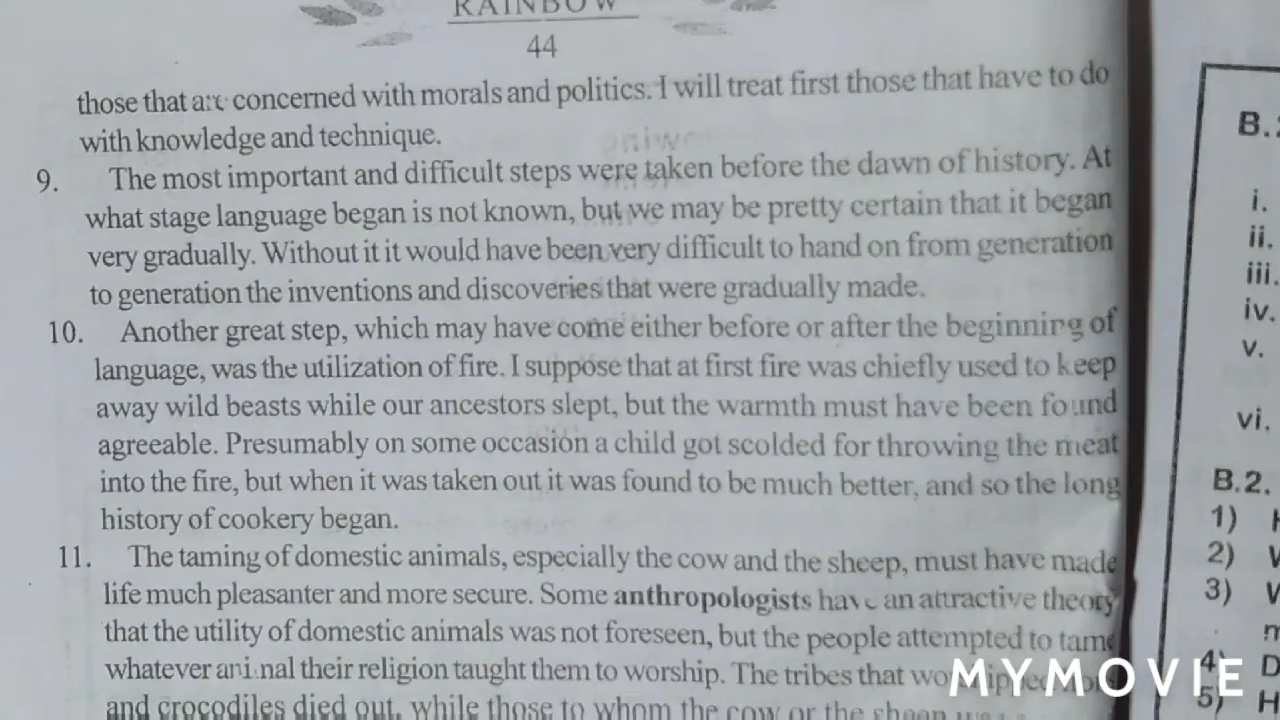 RAINBOW
44
those that are concerned with morals and politics. I will treat first those that have to do
with knowledge and technique.
9. The most important and difficult steps were taken before the dawn of history. At
what stage language began is not known, but we may be pretty certain that it began
very gradually. Without it it would have been very difficult to hand on from generation
to generation the inventions and discoveries that were gradually made.
10. Another great step, which may have come either before or after the beginning of
language, was the utilization of fire. I suppose that at first fire was chiefly used to keep
away wild beasts while our ancestors slept, but the warmth must have been found
agreeable. Presumably on some occasion a child got scolded for throwing the meat
into the fire, but when it was taken out it was found to be much better, and so the long
history of cookery began.
11. The taming of domestic animals, especially the cow and the sheep, must have made
life much pleasanter and more secure. Some anthropologists have an attractive theory
that the utility of domestic animals was not foreseen, but the people attempted to tame
whatever animal their religion taught them to worship. The tribes that
and crocodiles died out, while those to whom the cow or the sheep
B.
i.
ii.
iii.
iv.
v.
vi.
B.2.
1)
2)
3)
4)
5)
MYMOVIE